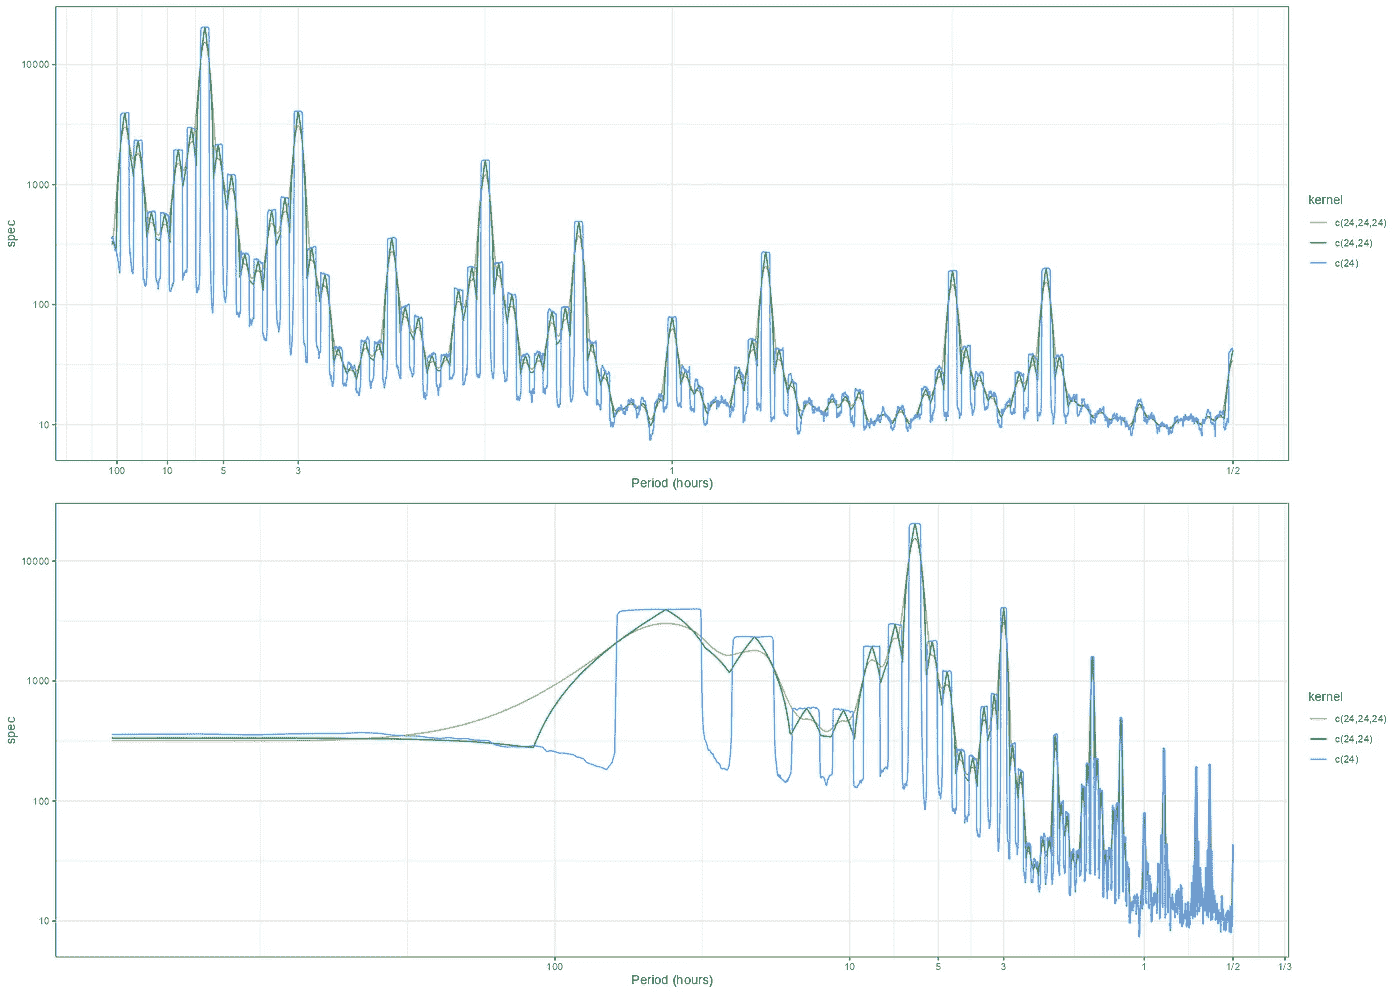 10000
1000
100
10
spec
100
10
5
3
1
1/2
Period (hours)
kernel
c(24,24,24)
c(24,24)
c(24)
10000
1000
100
10
spec
100
10
5
3
1
1/2
1/3
Period (hours)
kernel
c(24,24,24)
c(24,24)
c(24)